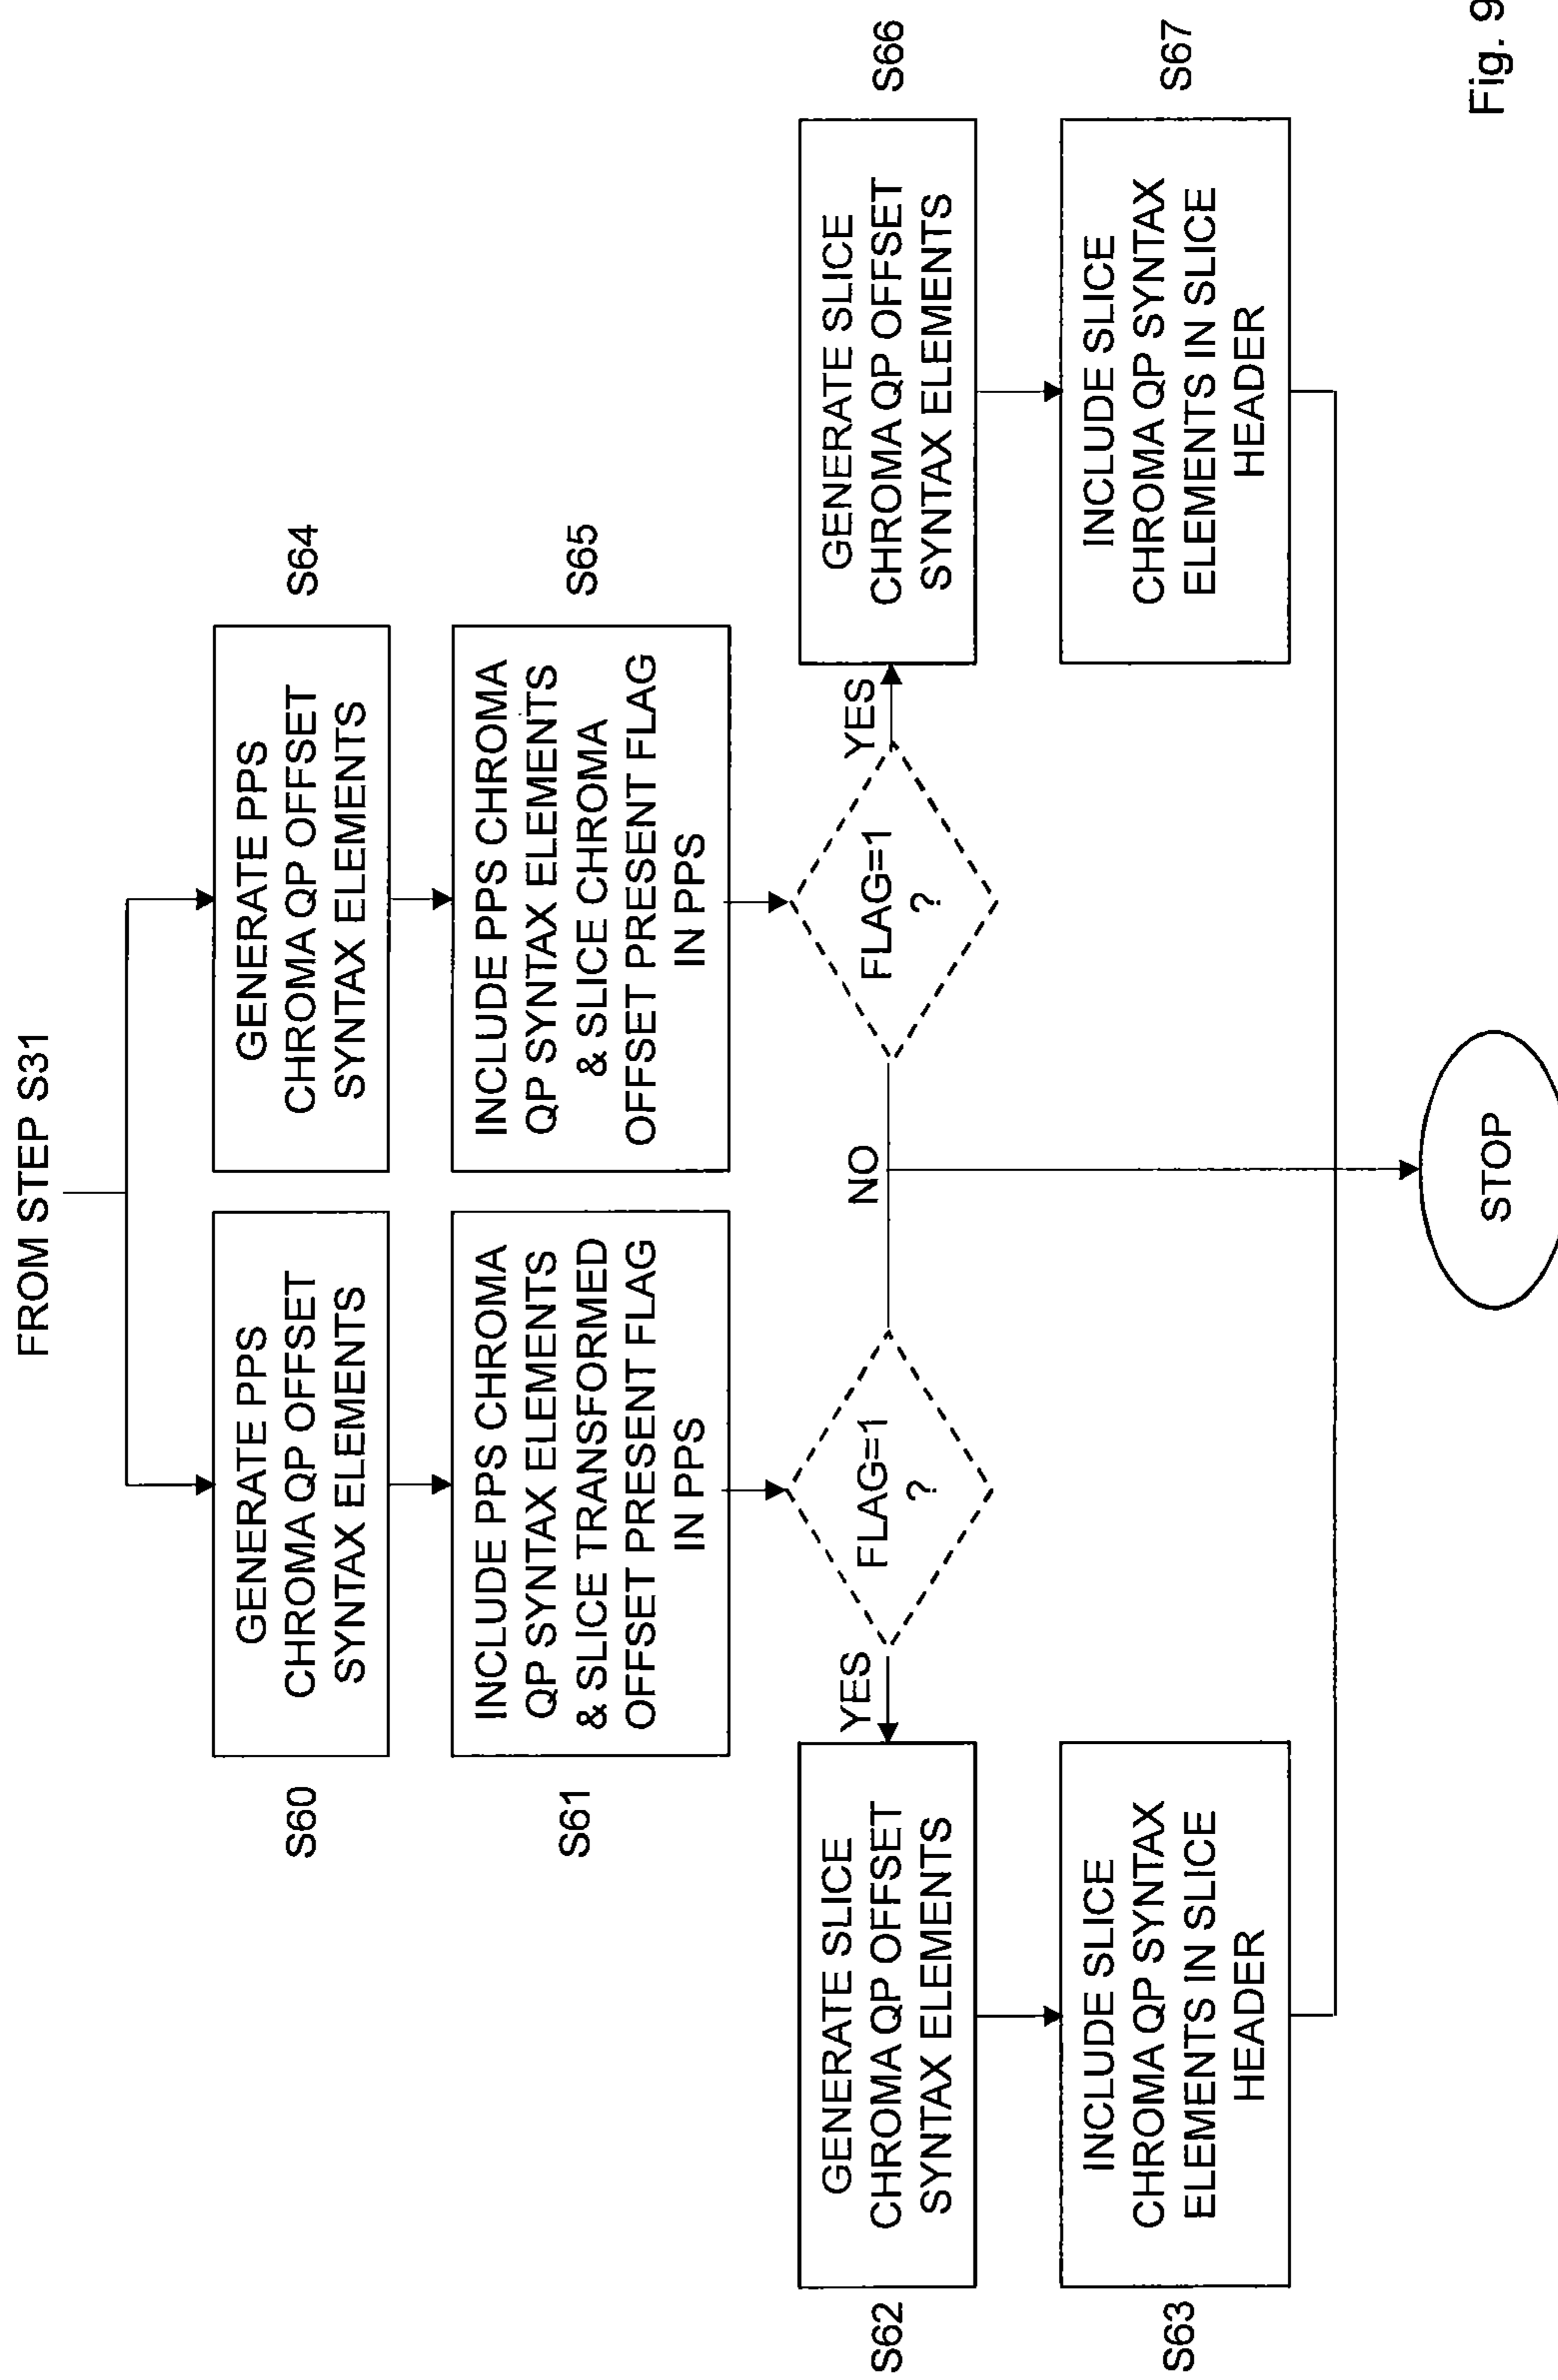 FROM STEP S31
S60
GENERATE PPS
CHROMA QP OFFSET
SYNTAX ELEMENTS
GENERATE PPS
CHROMA QP OFFSET
SYNTAX ELEMENTS
S64
S61
INCLUDE PPS CHROMA
QP SYNTAX ELEMENTS
& SLICE TRANSFORMED
OFFSET PRESENT FLAG
IN PPS
INCLUDE PPS CHROMA
QP SYNTAX ELEMENTS
& SLICE CHROMA
OFFSET PRESENT FLAG
IN PPS
S65
YES
FLAG=1
?
NO
FLAG=1
?
YES
S62
GENERATE SLICE
CHROMA QP OFFSET
SYNTAX ELEMENTS
GENERATE SLICE
CHROMA QP OFFSET
SYNTAX ELEMENTS
S66
S63
INCLUDE SLICE
CHROMA QP SYNTAX
ELEMENTS IN SLICE
HEADER
INCLUDE SLICE
CHROMA QP SYNTAX
ELEMENTS IN SLICE
HEADER
S67
STOP
Fig. 9